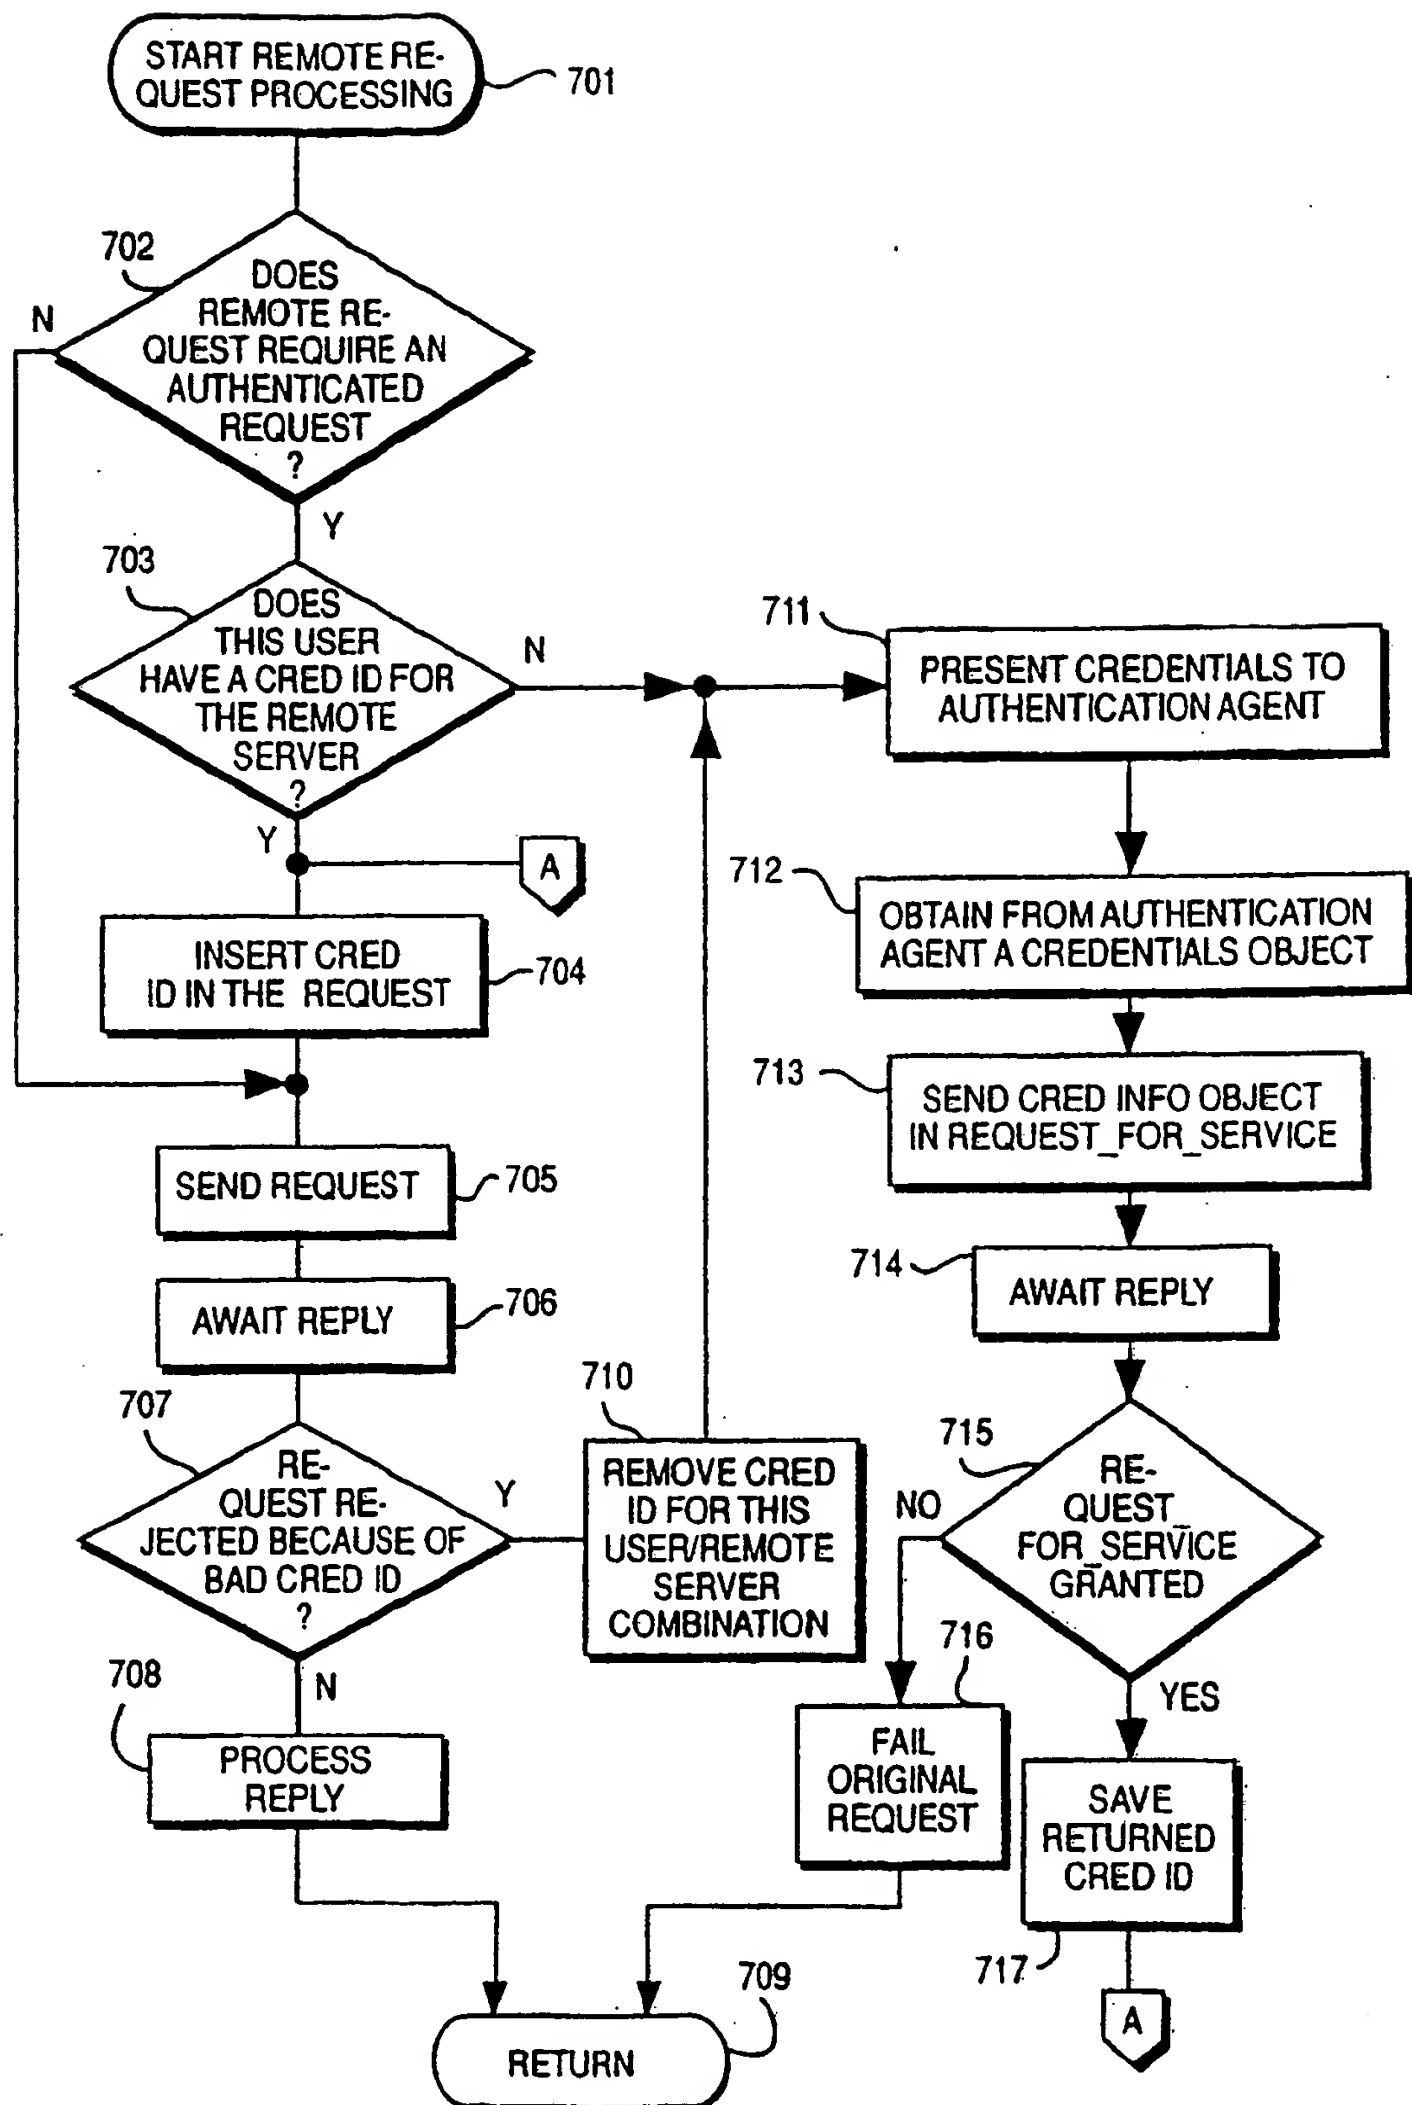 START REMOTE RE-
QUEST PROCESSING
701
702
DOES
REMOTE RE-
QUEST REQUIRE AN
AUTHENTICATED
REQUEST
?
N
Y
703
DOES
THIS USER
HAVE A CRED ID FOR
THE REMOTE
SERVER
?
N
Y
A
INSERT CRED
ID IN THE REQUEST
704
SEND REQUEST
705
AWAIT REPLY
706
707
RE-
QUEST RE-
JECTED BECAUSE OF
BAD CRED ID
?
Y
N
708
PROCESS
REPLY
710
REMOVE CRED
ID FOR THIS
USER/REMOTE
SERVER
COMBINATION
711
PRESENT CREDENTIALS TO
AUTHENTICATION AGENT
712
OBTAIN FROM AUTHENTICATION
AGENT A CREDENTIALS OBJECT
713
SEND CRED INFO OBJECT
IN REQUEST_FOR_SERVICE
714
AWAIT REPLY
715
RE-
QUEST_
FOR_SERVICE
GRANTED
NO
YES
716
FAIL
ORIGINAL
REQUEST
SAVE
RETURNED
CRED ID
717
A
709
RETURN